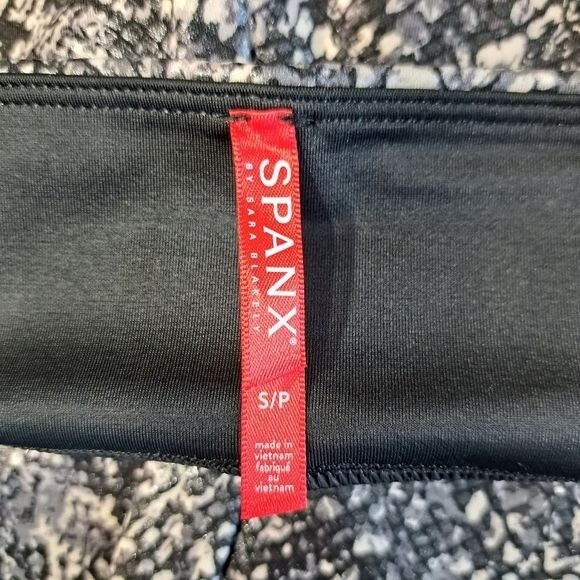 SPANX®
BY SARA BLAKELY
S/P
made in
vietnam
fabriqué
au
vietnam